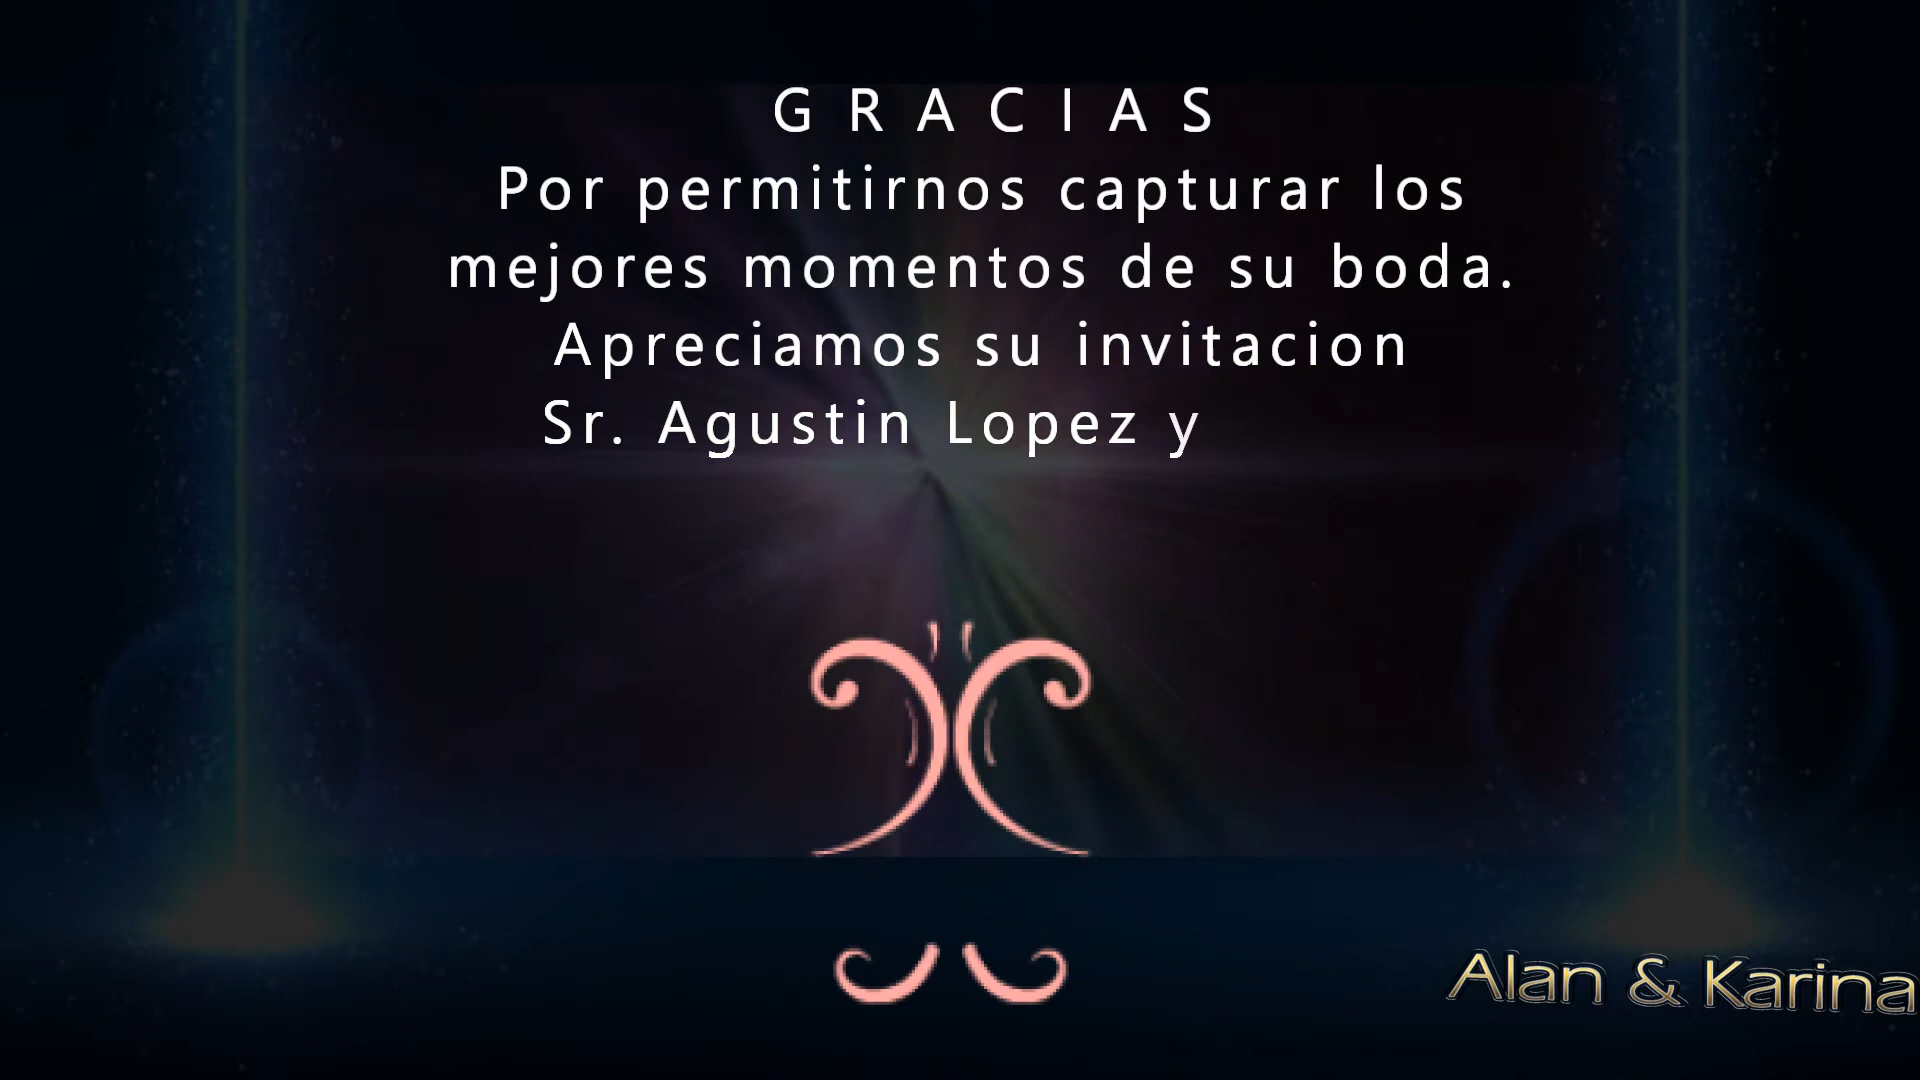 G R A C I A S
Por permitirnos capturar los
mejores momentos de su boda.
Apreciamos su invitacion
Sr. Agustin Lopez y
Alan & Karina